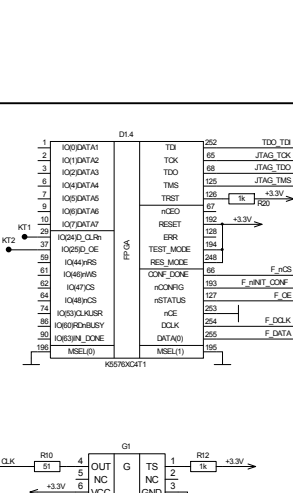 D1.4
1 IO(0)DATA1 TDI 252 TDO_TDI
2 IO(1)DATA2 TCK 65 JTAG_TCK
3 IO(2)DATA3 TDO 68 JTAG_TDO
6 IO(4)DATA4 TMS 125 JTAG_TMS
7 IO(5)DATA5 TRST 126 1k +3.3V
R20
9 IO(6)DATA6 nCEO 67
10 IO(7)DATA7 RESET 192 +3.3V
KT1 29 IO(24)D_CLRn ERR 128
KT2 37 IO(25)D_OE TEST_MODE 194
59 IO(44)nRS RES_MODE 248
61 IO(46)nWS CONF_DONE 66 F_nCS
62 IO(47)CS nCONFIG 193 F_nINIT_CONF
64 IO(48)nCS nSTATUS 127 F_OE
74 IO(53)CLKUSR nCE 253
86 IO(60)RDnBUSY DCLK 254 F_DCLK
90 IO(63)INI_DONE DATA(0) 255 F_DATA
196 MSEL(0) MSEL(1) 195
FPGA
K5576XC4T1
G1
CLK R10 51 4 OUT G TS 1 R12 1k +3.3V
5 NC NC 2
+3.3V 6 VCC GND 3